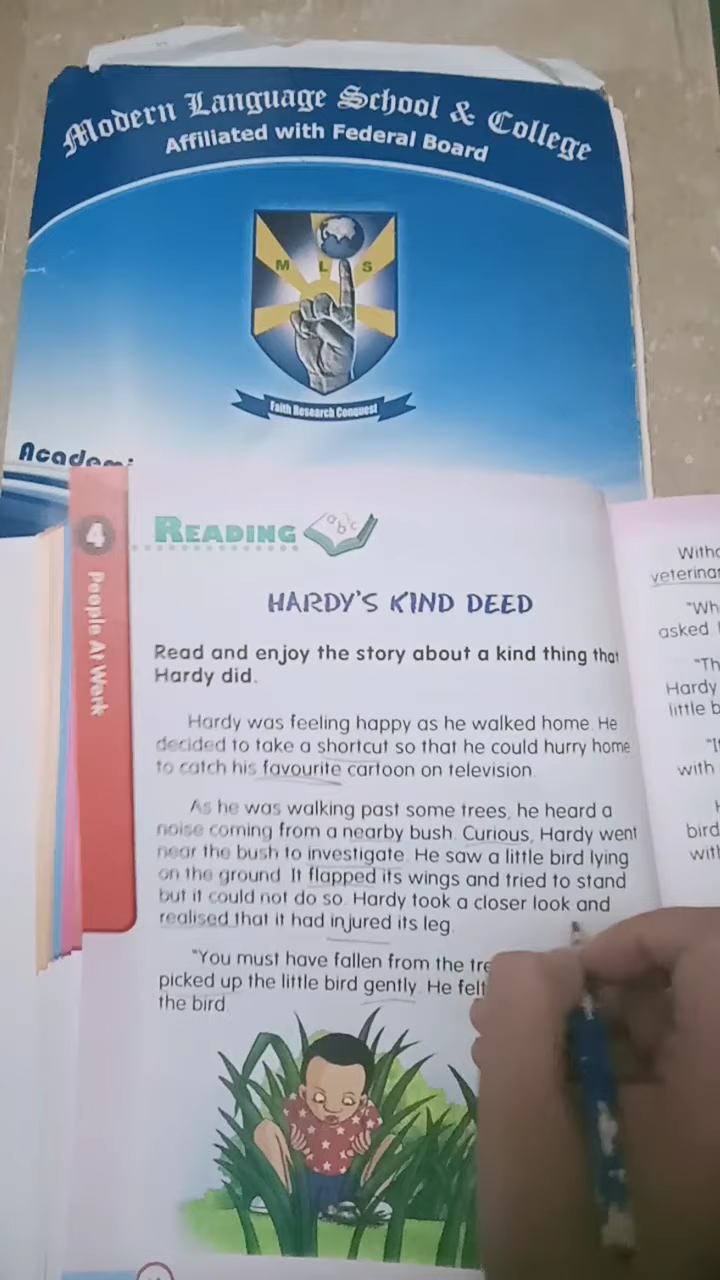 Modern Language School & College
Affiliated with Federal Board
M L S
Faith Research Conquest
4
People At Work
READING
abc
HARDY'S KIND DEED
Read and enjoy the story about a kind thing that
Hardy did.
Hardy was feeling happy as he walked home. He
decided to take a shortcut so that he could hurry home
to catch his favourite cartoon on television.
As he was walking past some trees, he heard a
noise coming from a nearby bush. Curious, Hardy went
near the bush to investigate. He saw a little bird lying
on the ground. It flapped its wings and tried to stand
but it could not do so. Hardy took a closer look and
realised that it had injured its leg.
"You must have fallen from the
picked up the little bird gently. He felt
the bird.
"Wh
asked.
"Th
Hardy
little b
"I
with
bird
with